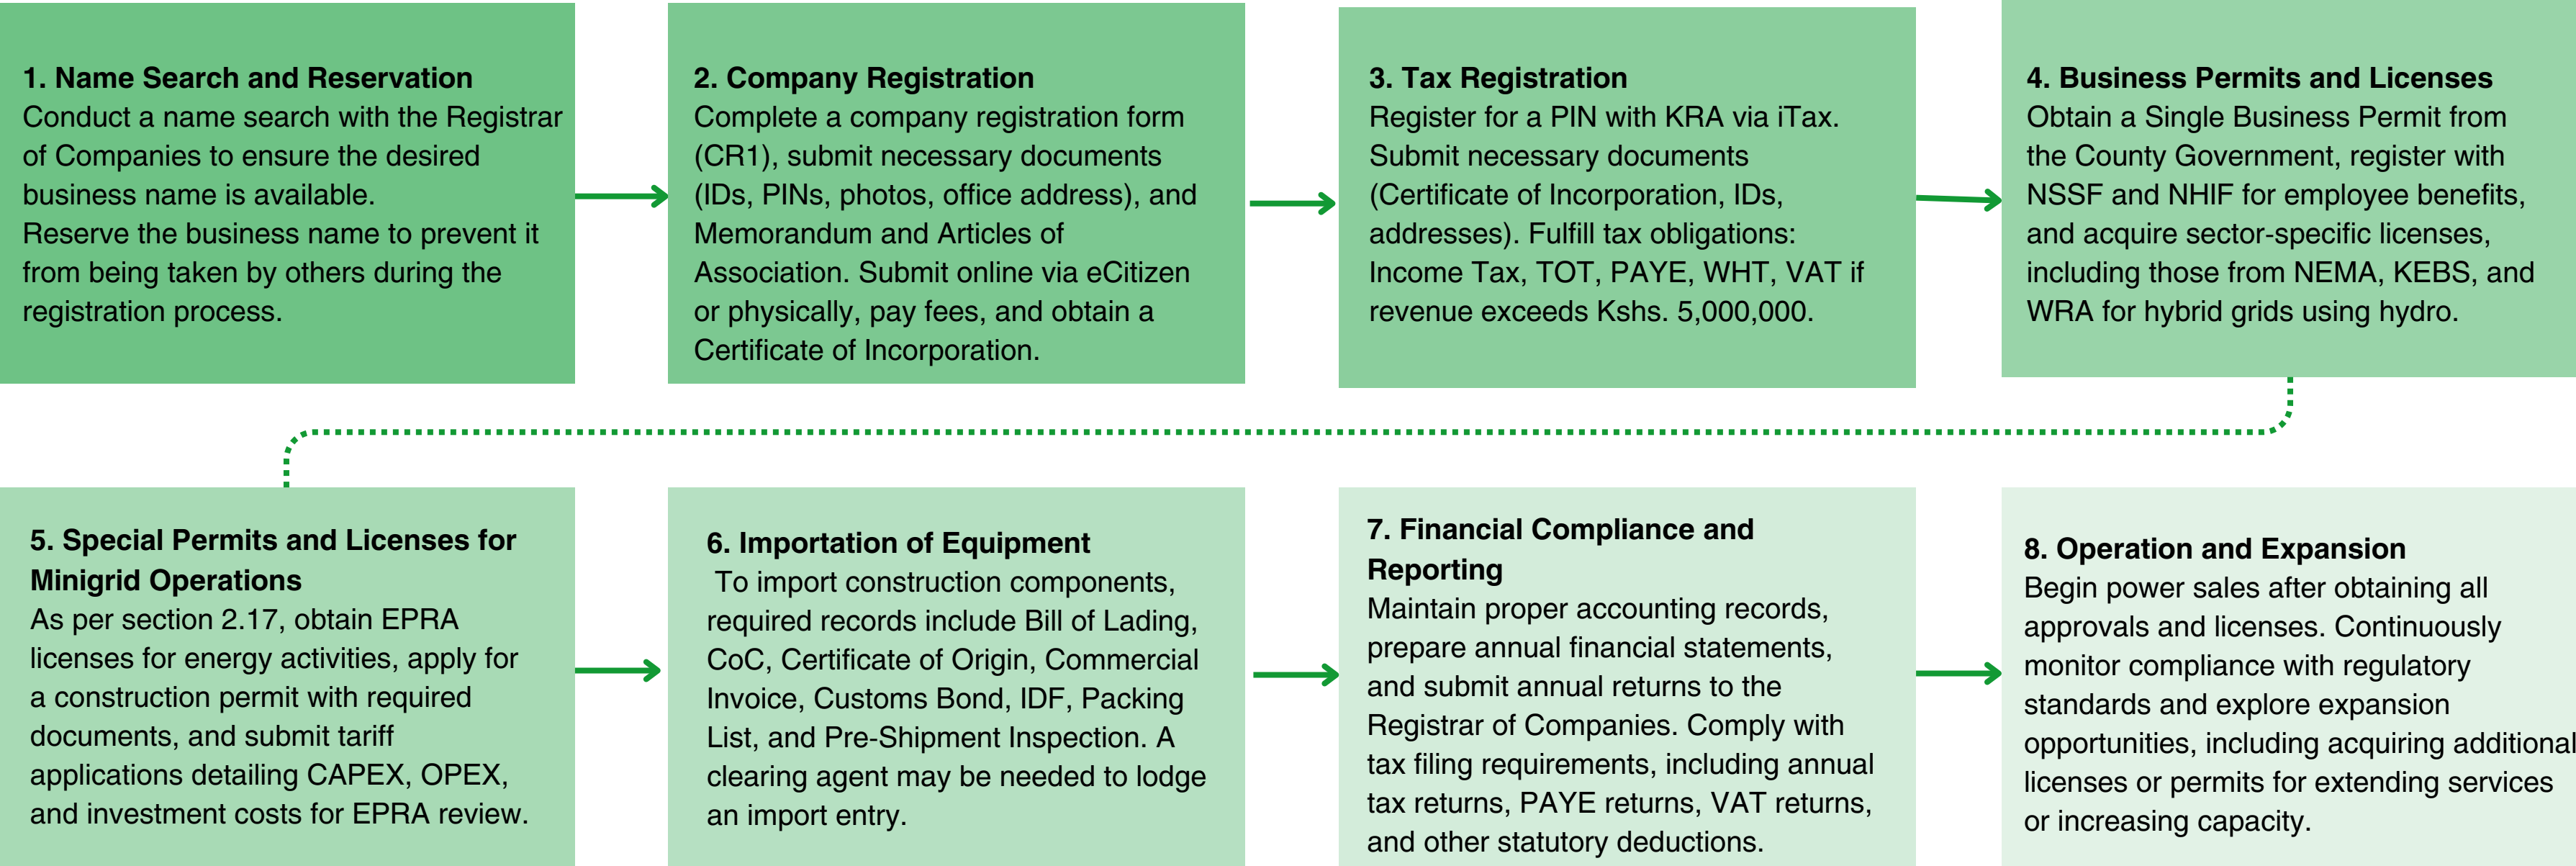 1. Name Search and Reservation
Conduct a name search with the Registrar
of Companies to ensure the desired
business name is available.
Reserve the business name to prevent it
from being taken by others during the
registration process.
2. Company Registration
Complete a company registration form
(CR1), submit necessary documents
(IDs, PINs, photos, office address), and
Memorandum and Articles of
Association. Submit online via eCitizen
or physically, pay fees, and obtain a
Certificate of Incorporation.
3. Tax Registration
Register for a PIN with KRA via iTax.
Submit necessary documents
(Certificate of Incorporation, IDs,
addresses). Fulfill tax obligations:
Income Tax, TOT, PAYE, WHT, VAT if
revenue exceeds Kshs. 5,000,000.
4. Business Permits and Licenses
Obtain a Single Business Permit from
the County Government, register with
NSSF and NHIF for employee benefits,
and acquire sector-specific licenses,
including those from NEMA, KEBS, and
WRA for hybrid grids using hydro.
5. Special Permits and Licenses for
Minigrid Operations
As per section 2.17, obtain EPRA
licenses for energy activities, apply for
a construction permit with required
documents, and submit tariff
applications detailing CAPEX, OPEX,
and investment costs for EPRA review.
6. Importation of Equipment
To import construction components,
required records include Bill of Lading,
CoC, Certificate of Origin, Commercial
Invoice, Customs Bond, IDF, Packing
List, and Pre-Shipment Inspection. A
clearing agent may be needed to lodge
an import entry.
7. Financial Compliance and
Reporting
Maintain proper accounting records,
prepare annual financial statements,
and submit annual returns to the
Registrar of Companies. Comply with
tax filing requirements, including annual
tax returns, PAYE returns, VAT returns,
and other statutory deductions.
8. Operation and Expansion
Begin power sales after obtaining all
approvals and licenses. Continuously
monitor compliance with regulatory
standards and explore expansion
opportunities, including acquiring additional
licenses or permits for extending services
or increasing capacity.